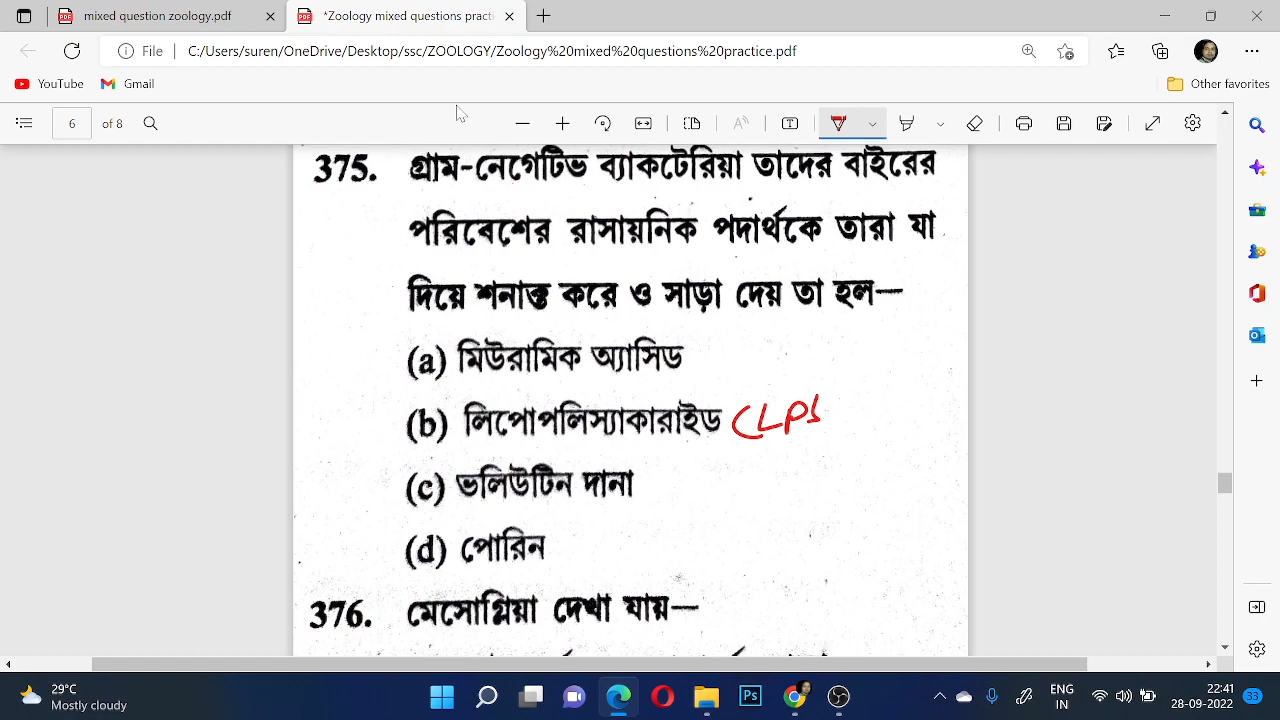 mixed question zoology.pdf
*Zoology mixed questions practi
File
C:/Users/suren/OneDrive/Desktop/ssc/ZOOLOGY/Zoology%20mixed%20questions%20practice.pdf
YouTube
Gmail
Other favorites
6
of 8
375. গ্রাম-নেগেটিভ ব্যাকটেরিয়া তাদের বাইরের
পরিবেশের রাসায়নিক পদার্থকে তারা যা
দিয়ে শনাক্ত করে ও সাড়া দেয় তা হল—
(a) মিউরামিক অ্যাসিড
(b) লিপোপলিস্যাকারাইড (LPS
(c) ভলিউটিন দানা
(d) পোরিন
376. মেসোগ্লিয়া দেখা যায়—
29°C
Mostly cloudy
ENG
IN
22:41
28-09-2022
33